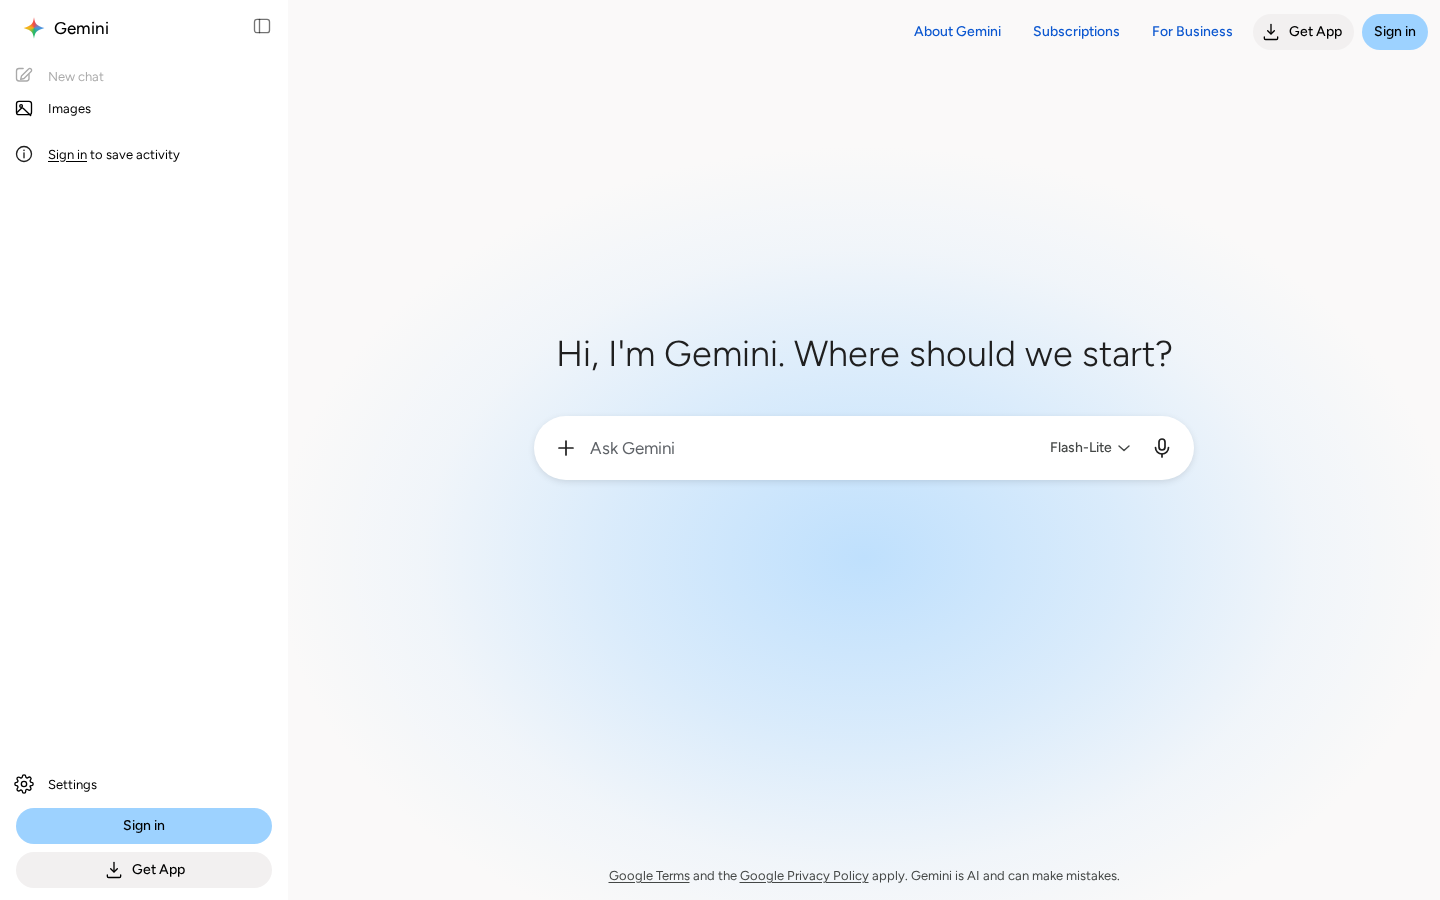 Gemini
New chat
Images
Sign in to save activity
Settings
Sign in
Get App
About Gemini
Subscriptions
For Business
Get App
Sign in
Hi, I'm Gemini. Where should we start?
Ask Gemini
Flash-Lite
Google Terms and the Google Privacy Policy apply. Gemini is AI and can make mistakes.